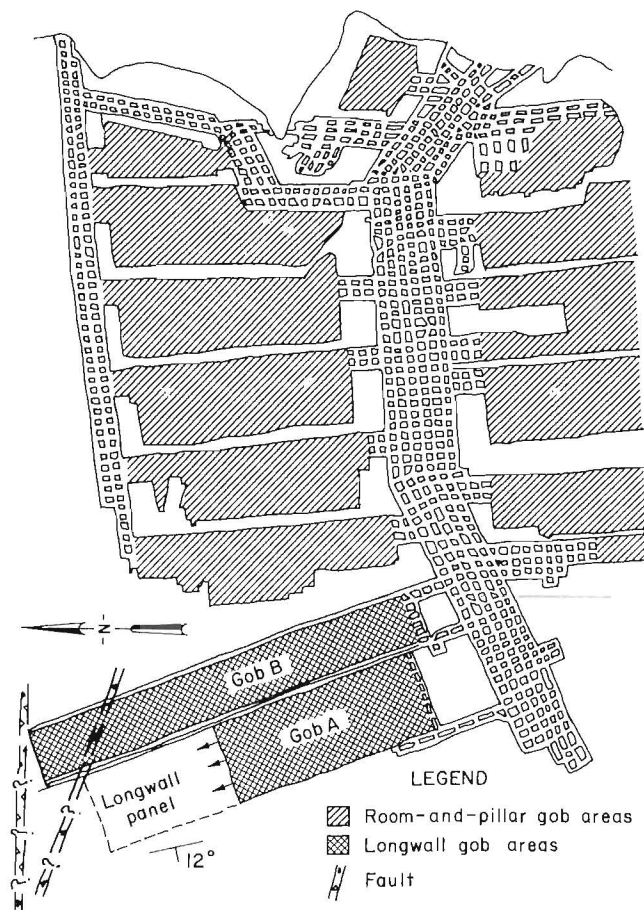 -N-
Gob B
Gob A
Longwall
panel
12°
?
?
?
?
?
?
LEGEND
Room-and-pillar gob areas
Longwall gob areas
Fault